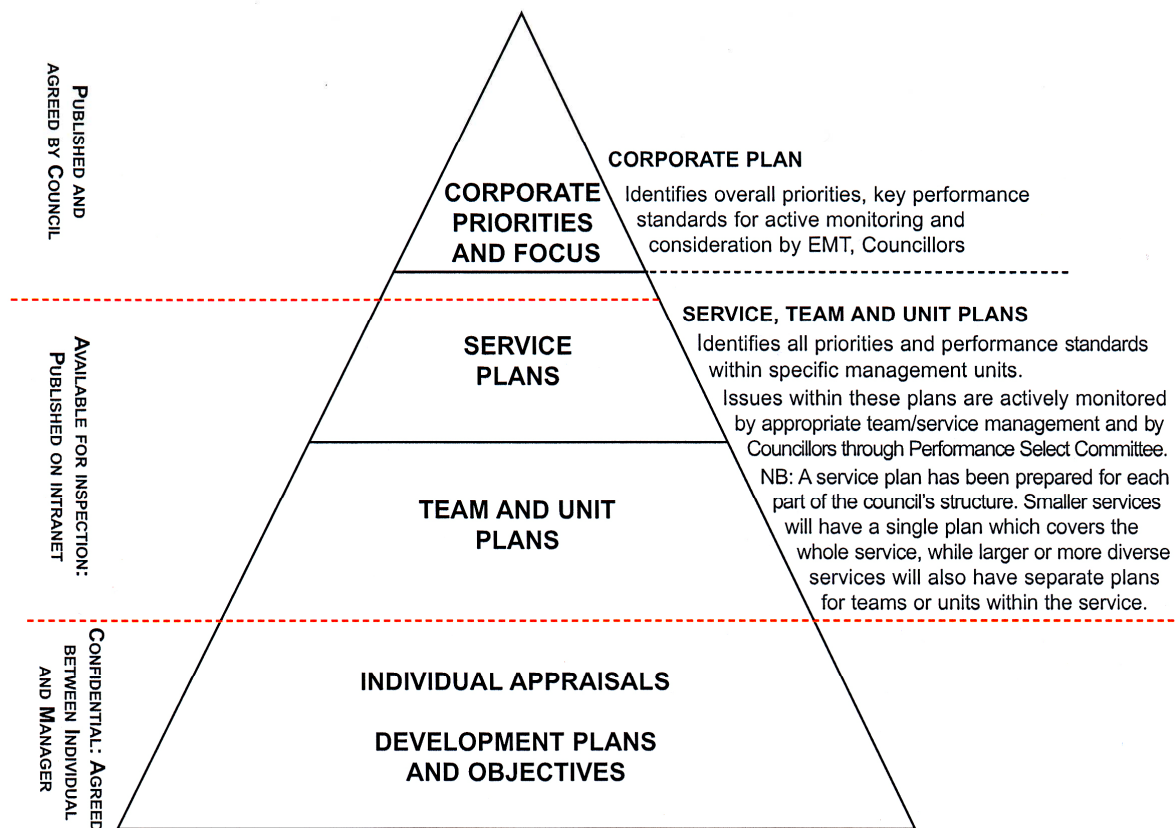 PUBLISHED AND
AGREED BY COUNCIL
CORPORATE
PRIORITIES
AND FOCUS
CORPORATE PLAN
Identifies overall priorities, key performance
standards for active monitoring and
consideration by EMT, Councillors
AVAILABLE FOR INSPECTION:
PUBLISHED ON INTRANET
SERVICE
PLANS
TEAM AND UNIT
PLANS
SERVICE, TEAM AND UNIT PLANS
Identifies all priorities and performance standards
within specific management units.
Issues within these plans are actively monitored
by appropriate team/service management and by
Councillors through Performance Select Committee.
NB: A service plan has been prepared for each
part of the council's structure. Smaller services
will have a single plan which covers the
whole service, while larger or more diverse
services will also have separate plans
for teams or units within the service.
CONFIDENTIAL: AGREED
BETWEEN INDIVIDUAL
AND MANAGER
INDIVIDUAL APPRAISALS
DEVELOPMENT PLANS
AND OBJECTIVES